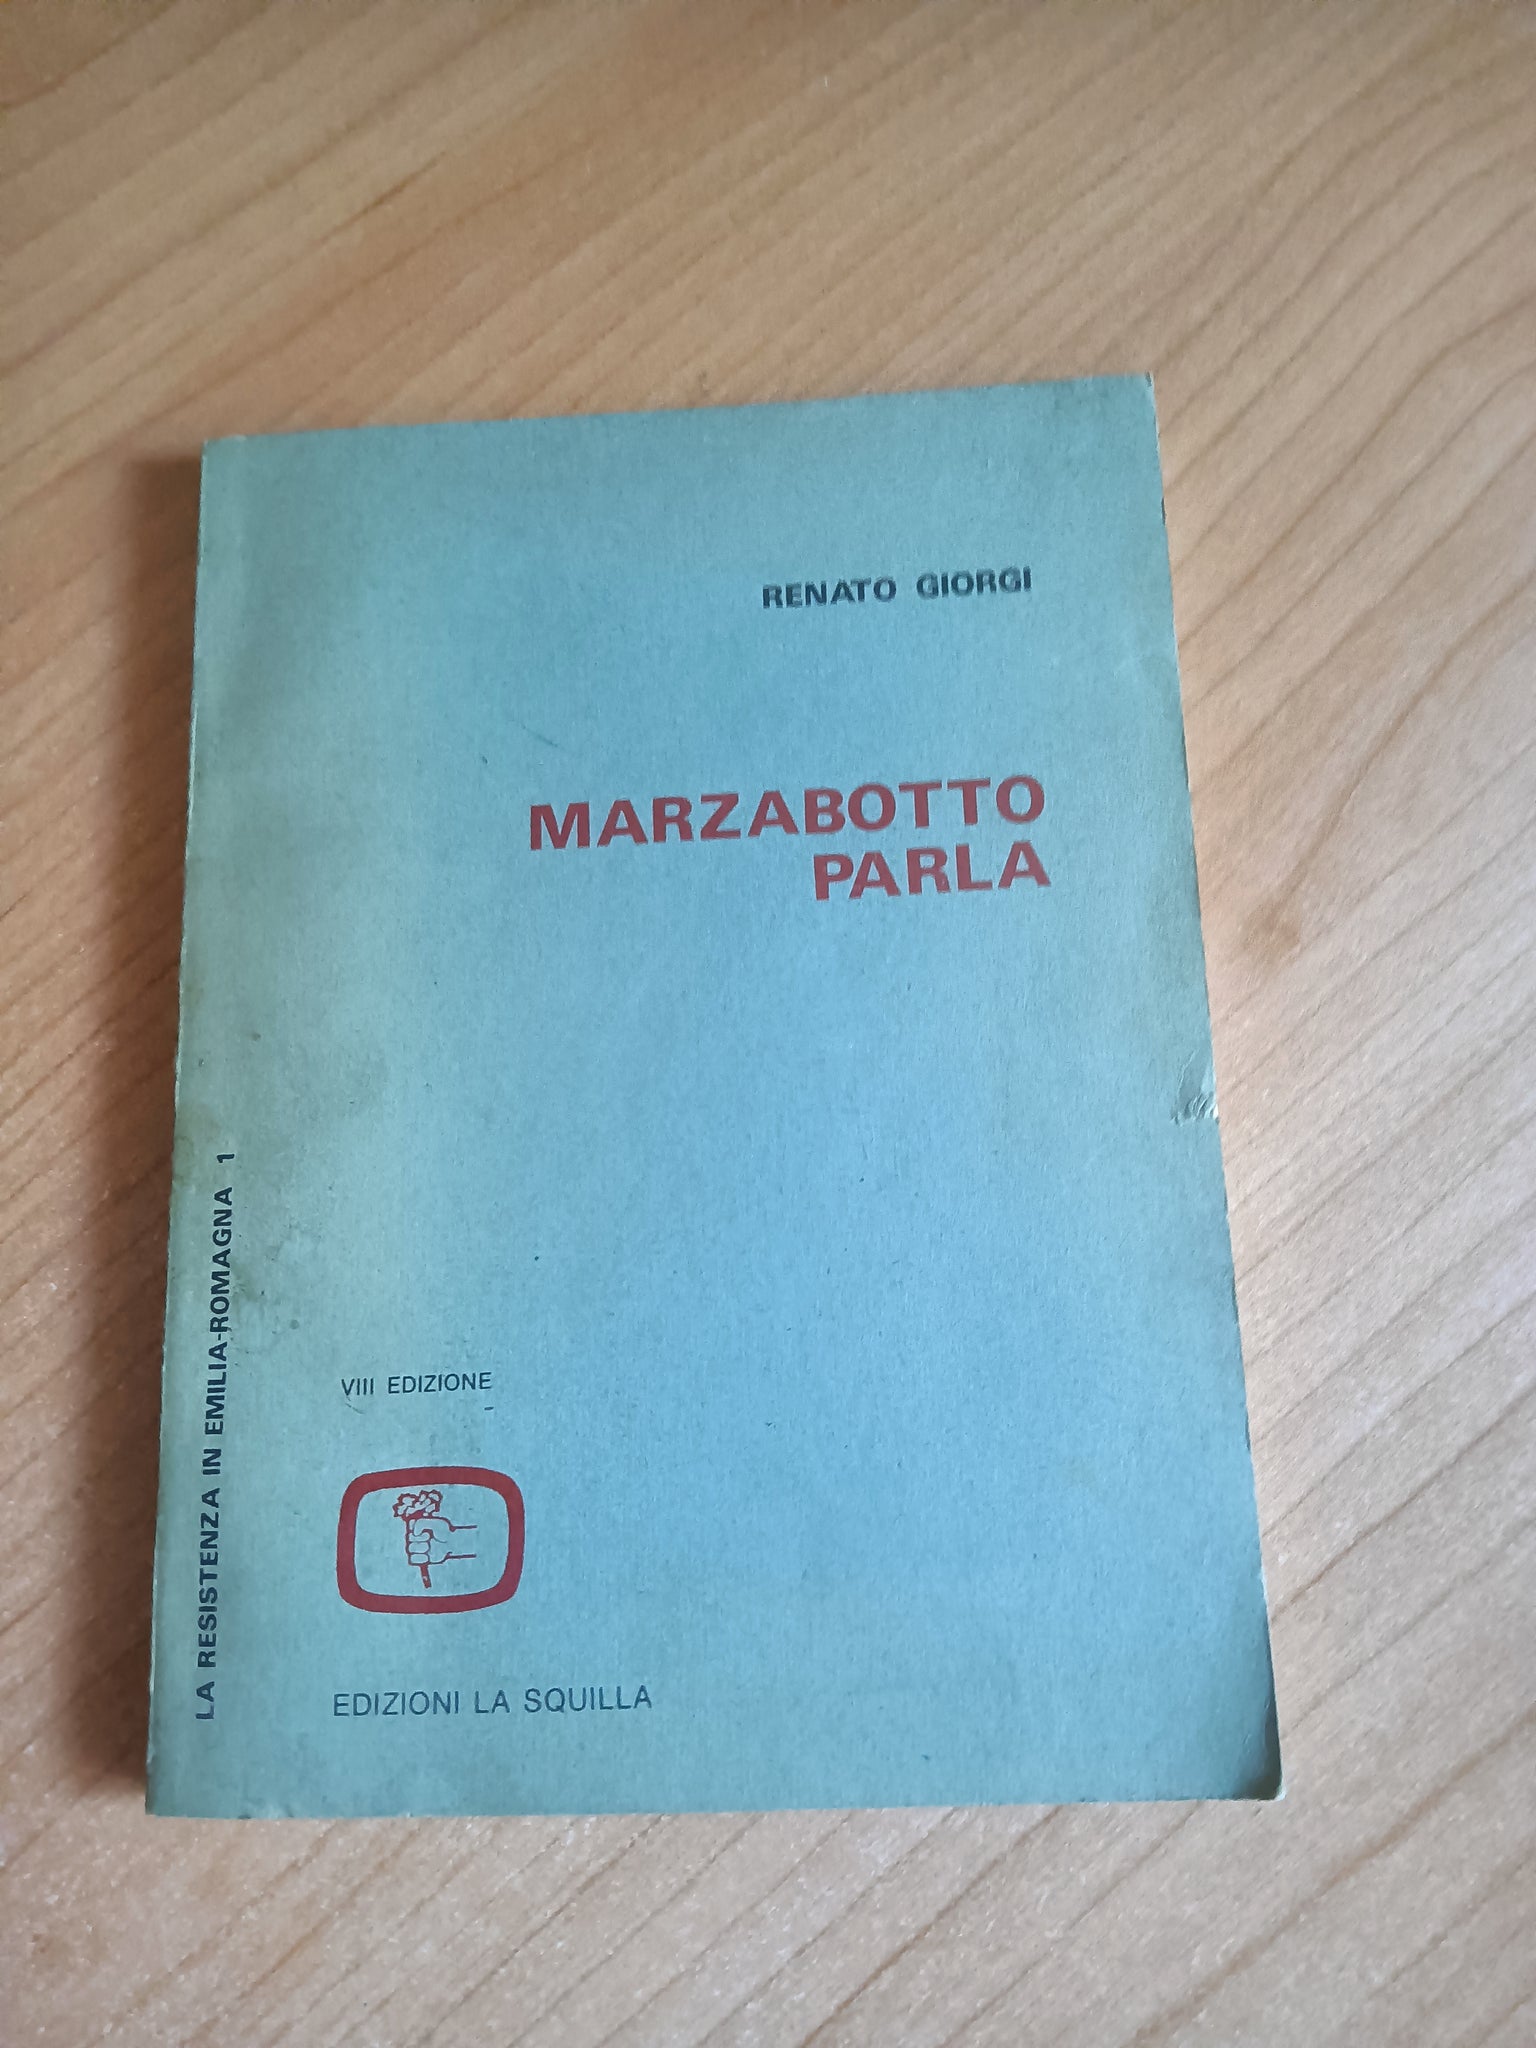 RENATO GIORGI
MARZABOTTO
PARLA
LA RESISTENZA IN EMILIA-ROMAGNA 1
VIII EDIZIONE
EDIZIONI LA SQUILLA